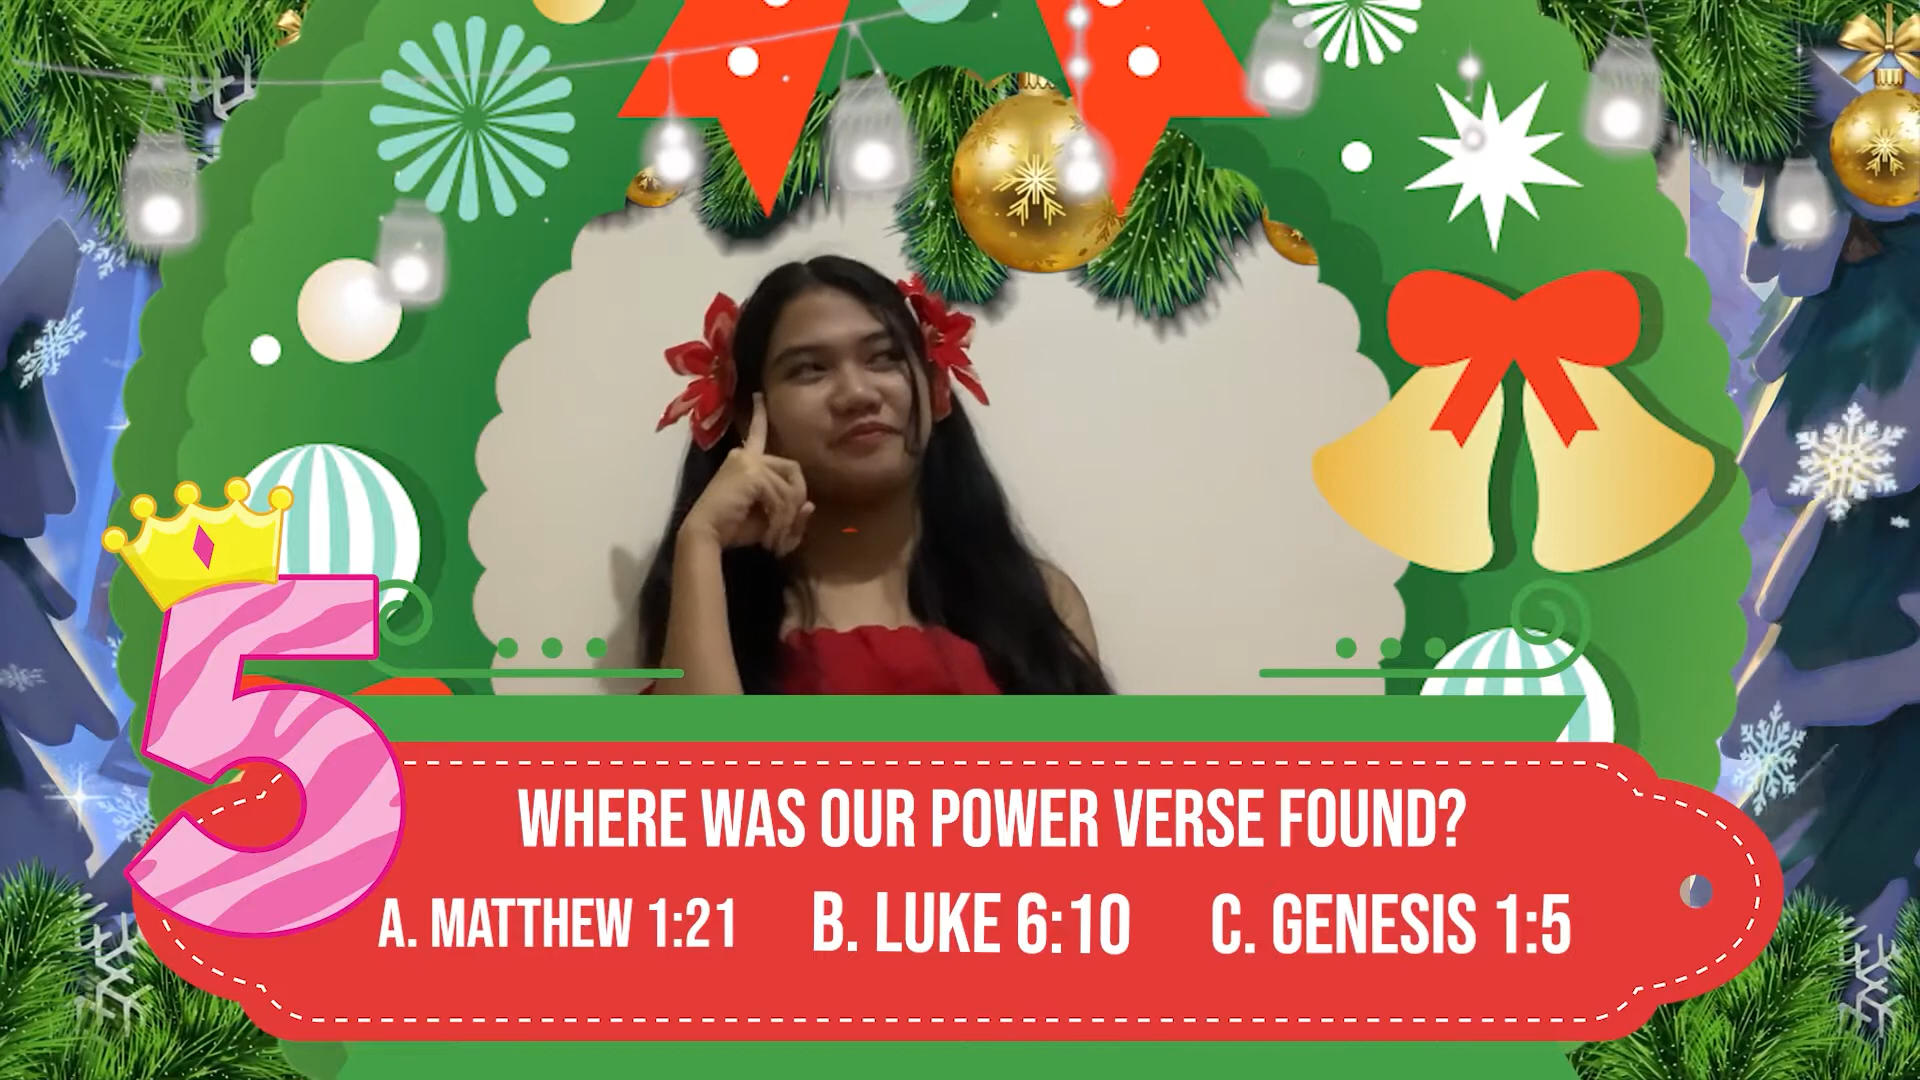 5
WHERE WAS OUR POWER VERSE FOUND?
A. MATTHEW 1:21 B. LUKE 6:10 C. GENESIS 1:5